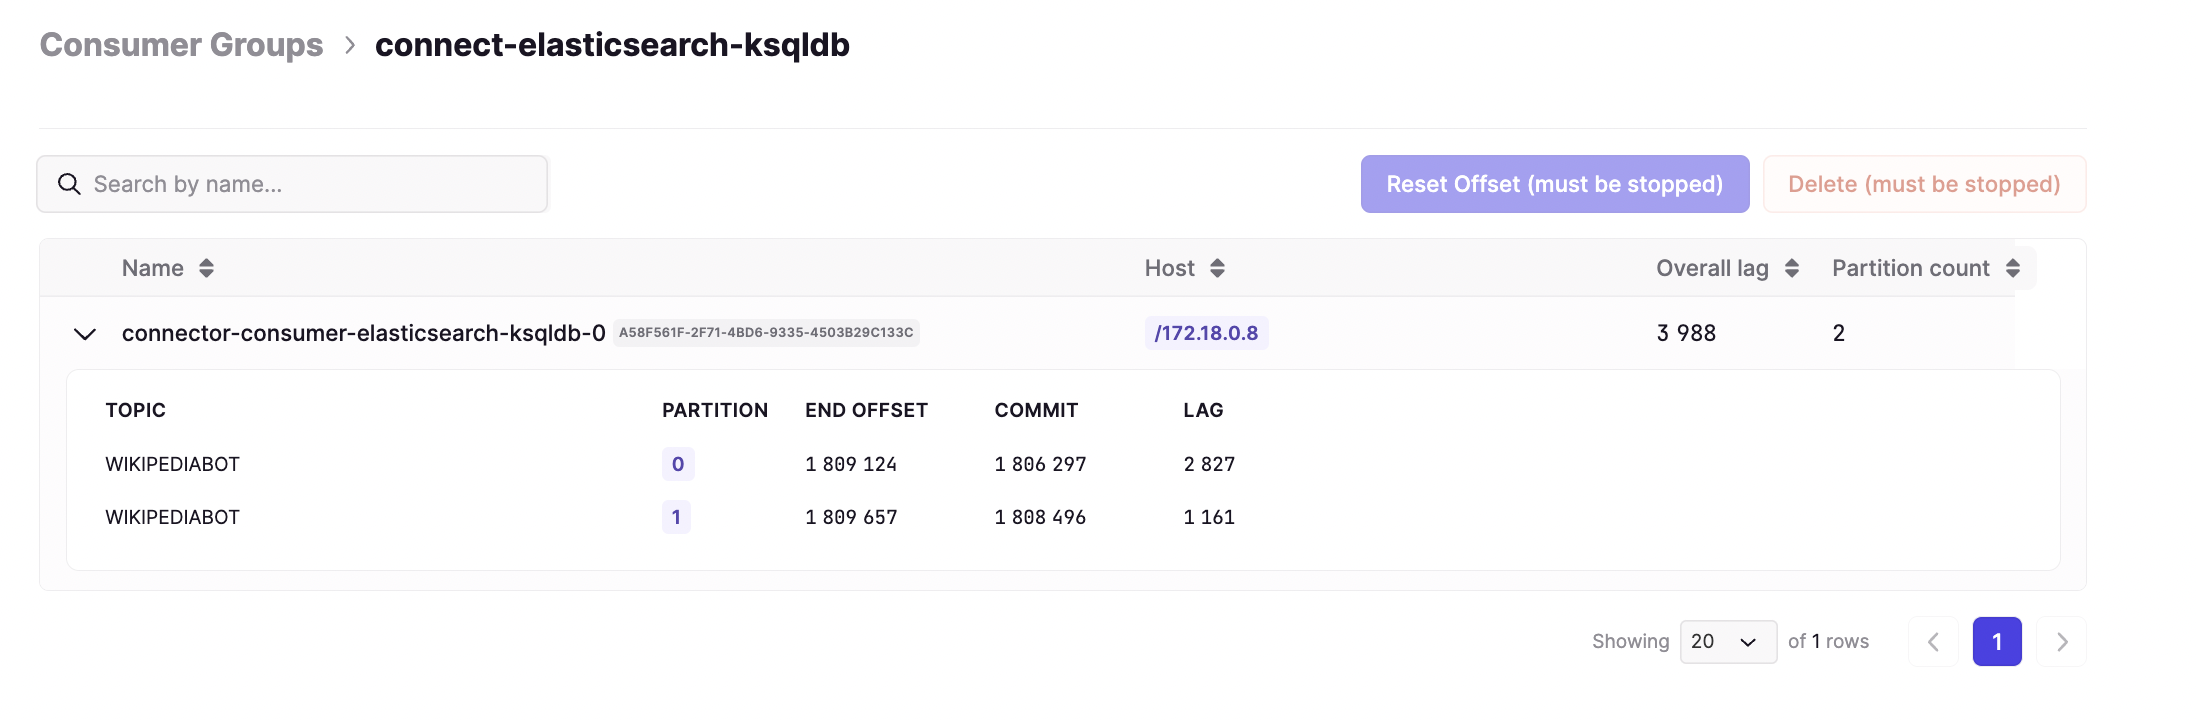 Consumer Groups > connect-elasticsearch-ksqldb
Search by name...
Reset Offset (must be stopped)
Delete (must be stopped)
Name Host Overall lag Partition count
connector-consumer-elasticsearch-ksqldb-0 A58F561F-2F71-4BD6-9335-4503B29C133C /172.18.0.8 3 988 2
TOPIC PARTITION END OFFSET COMMIT LAG
WIKIPEDIABOT 0 1 809 124 1 806 297 2 827
WIKIPEDIABOT 1 1 809 657 1 808 496 1 161
Showing 20 of 1 rows 1